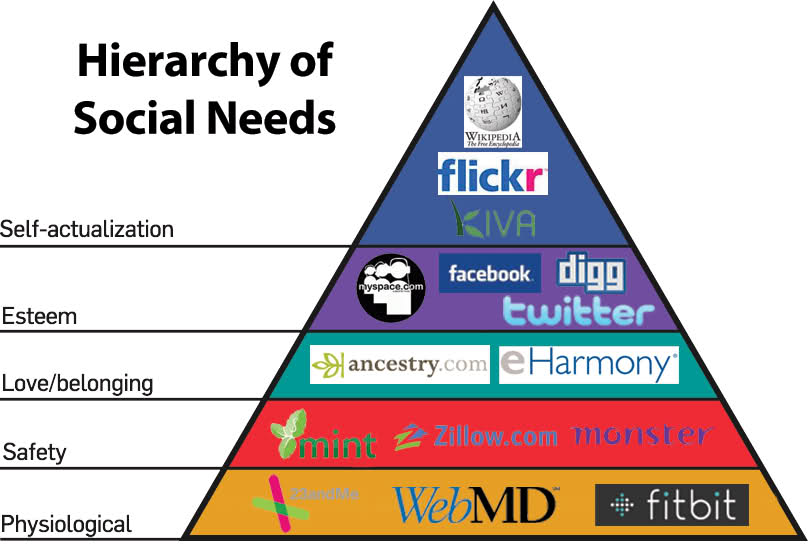 Hierarchy of
Social Needs
WIKIPEDIA
The Free Encyclopedia
flickr
KIVA
Self-actualization
myspace.com
facebook
digg
twitter
Esteem
ancestry.com
eHarmony®
Love/belonging
mint
Zillow.com
monster
Safety
23andMe
WebMD
fitbit
Physiological